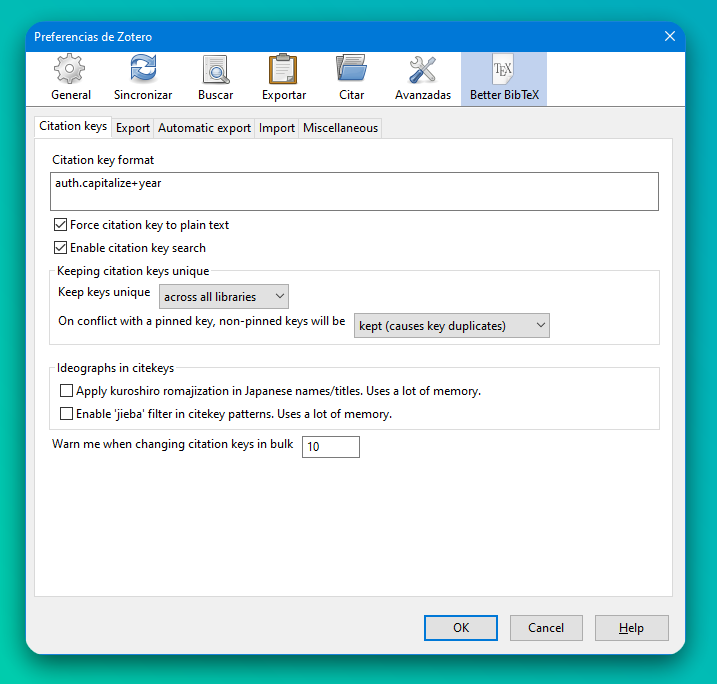 Preferencias de Zotero
General Sincronizar Buscar Exportar Citar Avanzadas TEX Better BibTeX
Citation keys Export Automatic export Import Miscellaneous
Citation key format
auth.capitalize+year
Force citation key to plain text
Enable citation key search
Keeping citation keys unique
Keep keys unique across all libraries
On conflict with a pinned key, non-pinned keys will be kept (causes key duplicates)
Ideographs in citekeys
Apply kuroshiro romajization in Japanese names/titles. Uses a lot of memory.
Enable 'jieba' filter in citekey patterns. Uses a lot of memory.
Warn me when changing citation keys in bulk 10
OK Cancel Help